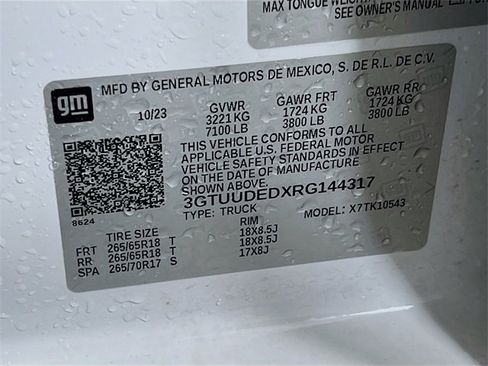 MAX TONGUE WEIGHT
SEE OWNER'S MANUAL
MFD BY GENERAL MOTORS DE MEXICO, S. DE R.L. DE C.V.
gm
10/23 GVWR GAWR FRT GAWR RR
3221 KG 1724 KG 1724 KG
7100 LB 3800 LB 3800 LB
THIS VEHICLE CONFORMS TO ALL
APPLICABLE U.S. FEDERAL MOTOR
VEHICLE SAFETY STANDARDS IN EFFECT
ON THE DATE OF MANUFACTURE
SHOWN ABOVE.
3GTUUDEDXRG144317
8624
TYPE: TRUCK MODEL: X7TK10543
TIRE SIZE RIM
FRT 265/65R18 T 18X8.5J
RR 265/65R18 T 18X8.5J
SPA 265/70R17 S 17X8J